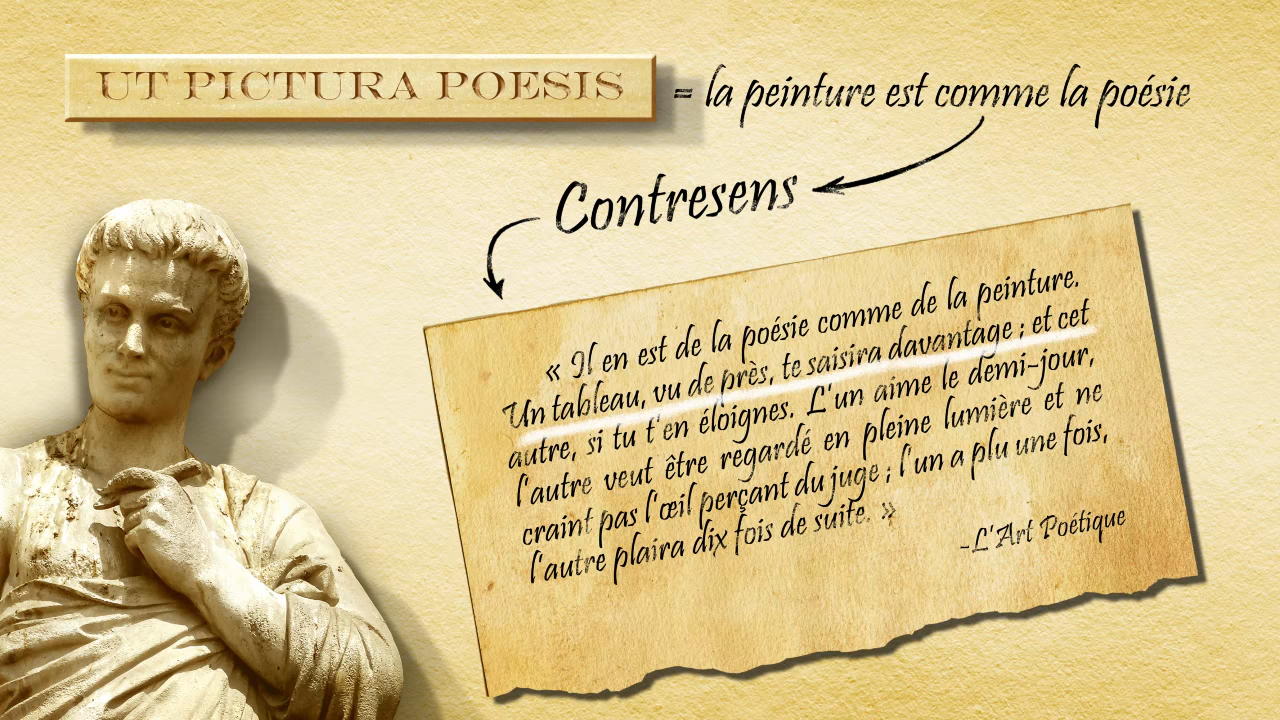 UT PICTURA POESIS = la peinture est comme la poésie
Contresens
« Il en est de la poésie comme de la peinture.
Un tableau, vu de près, te saisira davantage ; et cet
autre, si tu t'en éloignes. L'un aime le demi-jour,
l'autre veut être regardé en pleine lumière et ne
craint pas l'œil perçant du juge ; l'un a plu une fois,
l'autre plaira dix fois de suite. »
-L'Art Poétique